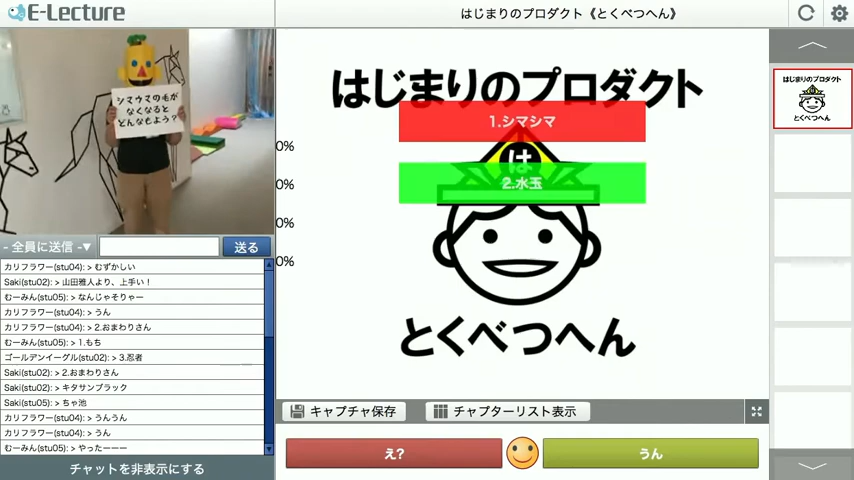 E-Lecture
はじまりのプロダクト《とくべつへん》
シマウマの毛が
なくなると
どんなもよう？
はじまりのプロダクト
1.シマシマ
は
2.水玉
とくべつへん
0%
0%
0%
0%
はじまりのプロダクト
とくべつへん
- 全員に送信 -▼
送る
カリフラワー(stu04): > むずかしい
Saki(stu02): > 山田雅人より、上手い！
むーみん(stu05): > なんじゃそりゃー
カリフラワー(stu04): > うん
カリフラワー(stu04): > 2.おまわりさん
むーみん(stu05): > 1.もち
ゴールデンイーグル(stu02): > 3.忍者
Saki(stu02): > 2.おまわりさん
Saki(stu02): > キタサンブラック
Saki(stu05): > ちゃ池
カリフラワー(stu04): > うんうん
カリフラワー(stu04): > うん
むーみん(stu05): > やったーーー
チャットを非表示にする
キャプチャ保存
チャプターリスト表示
え?
うん